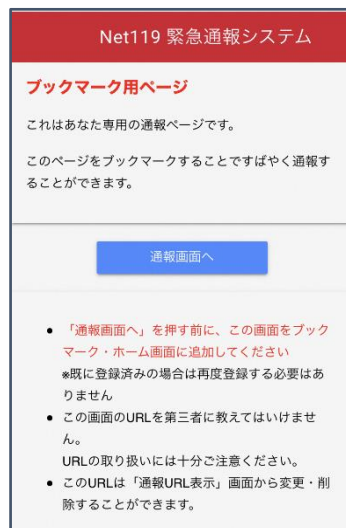 Net119 緊急通報システム
ブックマーク用ページ
これはあなた専用の通報ページです。
このページをブックマークすることですばやく通報す
ることができます。
通報画面へ
● 「通報画面へ」を押す前に、この画面をブック
マーク・ホーム画面に追加してください
※既に登録済みの場合は再度登録する必要はあ
りません
● この画面のURLを第三者に教えてはいけませ
ん。
URLの取り扱いには十分ご注意ください。
● このURLは「通報URL表示」画面から変更・削
除することができます。